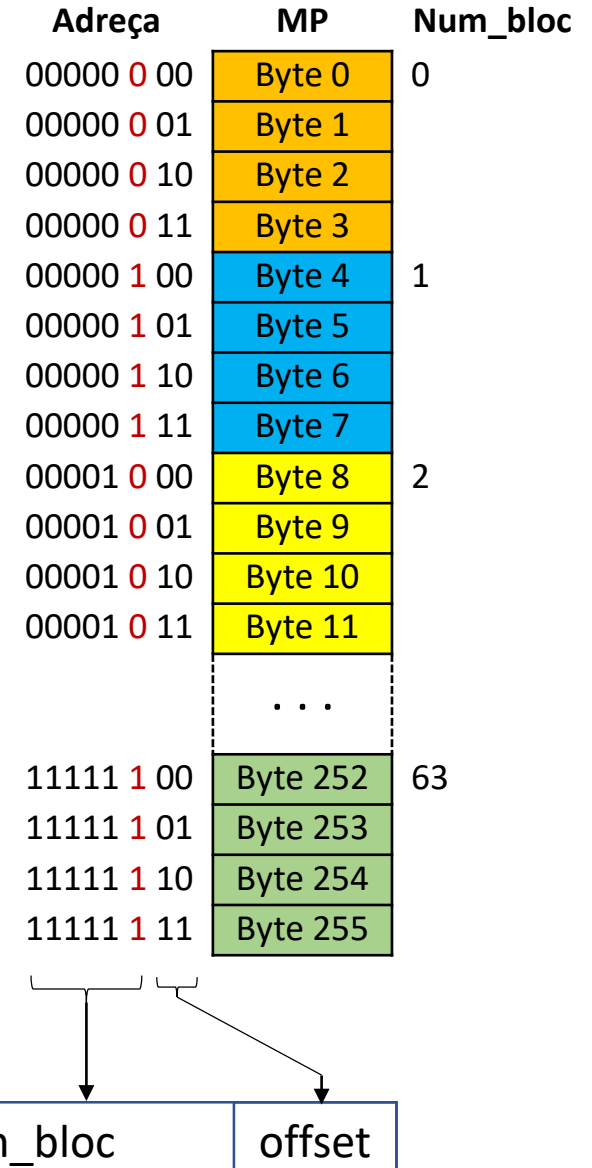 Adreça MP Num_bloc
00000 0 00 Byte 0 0
00000 0 01 Byte 1
00000 0 10 Byte 2
00000 0 11 Byte 3
00000 1 00 Byte 4 1
00000 1 01 Byte 5
00000 1 10 Byte 6
00000 1 11 Byte 7
00001 0 00 Byte 8 2
00001 0 01 Byte 9
00001 0 10 Byte 10
00001 0 11 Byte 11
. . .
11111 1 00 Byte 252 63
11111 1 01 Byte 253
11111 1 10 Byte 254
11111 1 11 Byte 255
_bloc offset